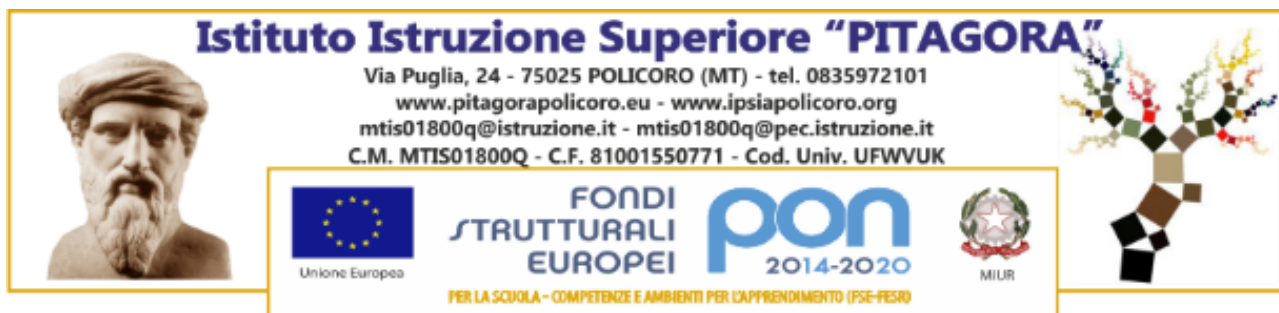 Istituto Istruzione Superiore “PITAGORA”
Via Puglia, 24 - 75025 POLICORO (MT) - tel. 0835972101
www.pitagorapolicoro.eu - www.ipsiapolicoro.org
mtis01800q@istruzione.it - mtis01800q@pec.istruzione.it
C.M. MTIS01800Q - C.F. 81001550771 - Cod. Univ. UFWVUK
Unione Europea
FONDI
STRUTTURALI
EUROPEI
pon
2014-2020
MIUR
PER LA SCUOLA - COMPETENZE E AMBIENTI PER L'APPRENDIMENTO (FSE-FESR)